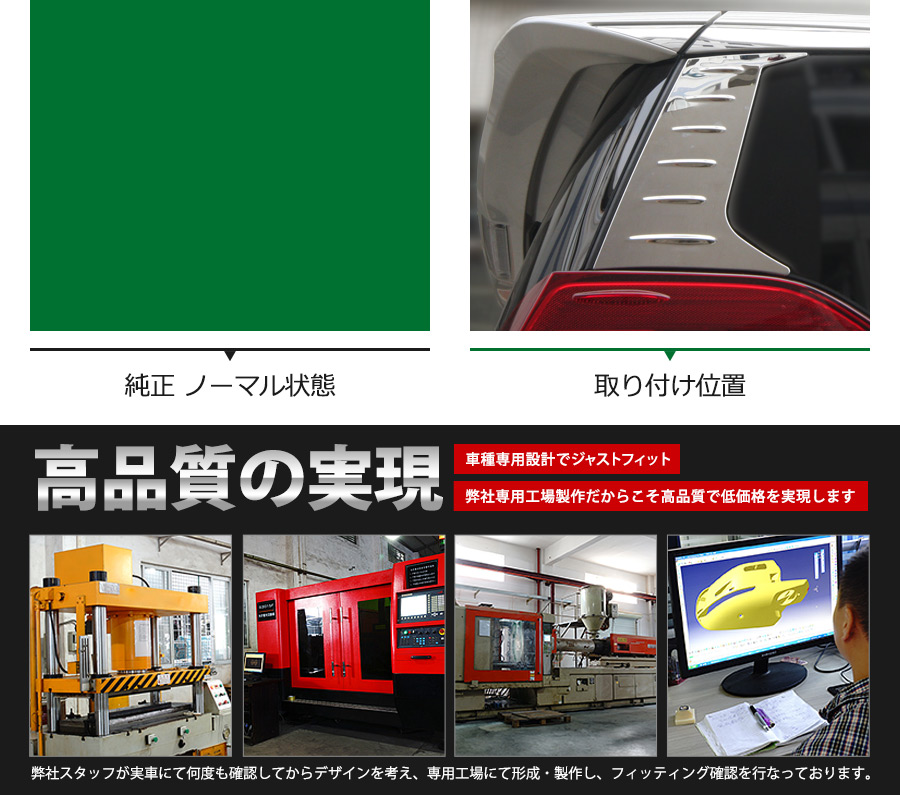 純正 ノーマル状態
取り付け位置
高品質の実現
車種専用設計でジャストフィット
弊社専用工場製作だからこそ高品質で低価格を実現します
弊社スタッフが実車にて何度も確認してからデザインを考え、専用工場にて形成・製作し、フィッティング確認を行なっております。